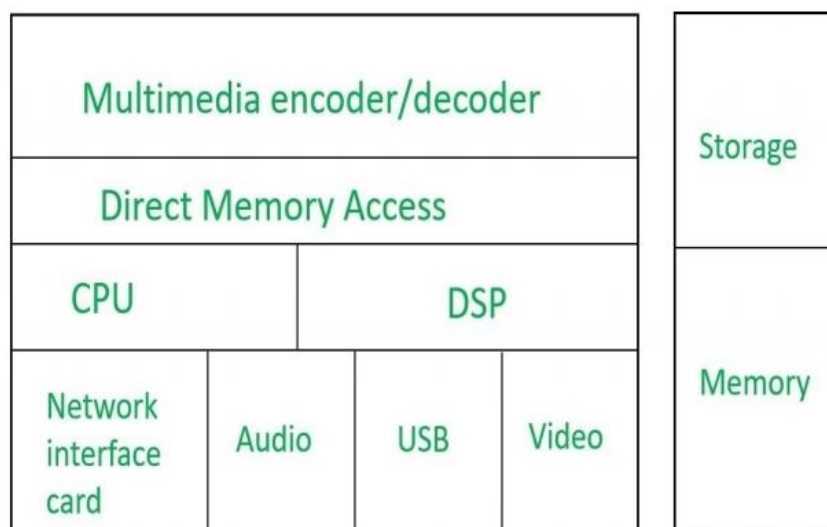 Multimedia encoder/decoder
Direct Memory Access
CPU
DSP
Network
interface
card
Audio
USB
Video
Storage
Memory